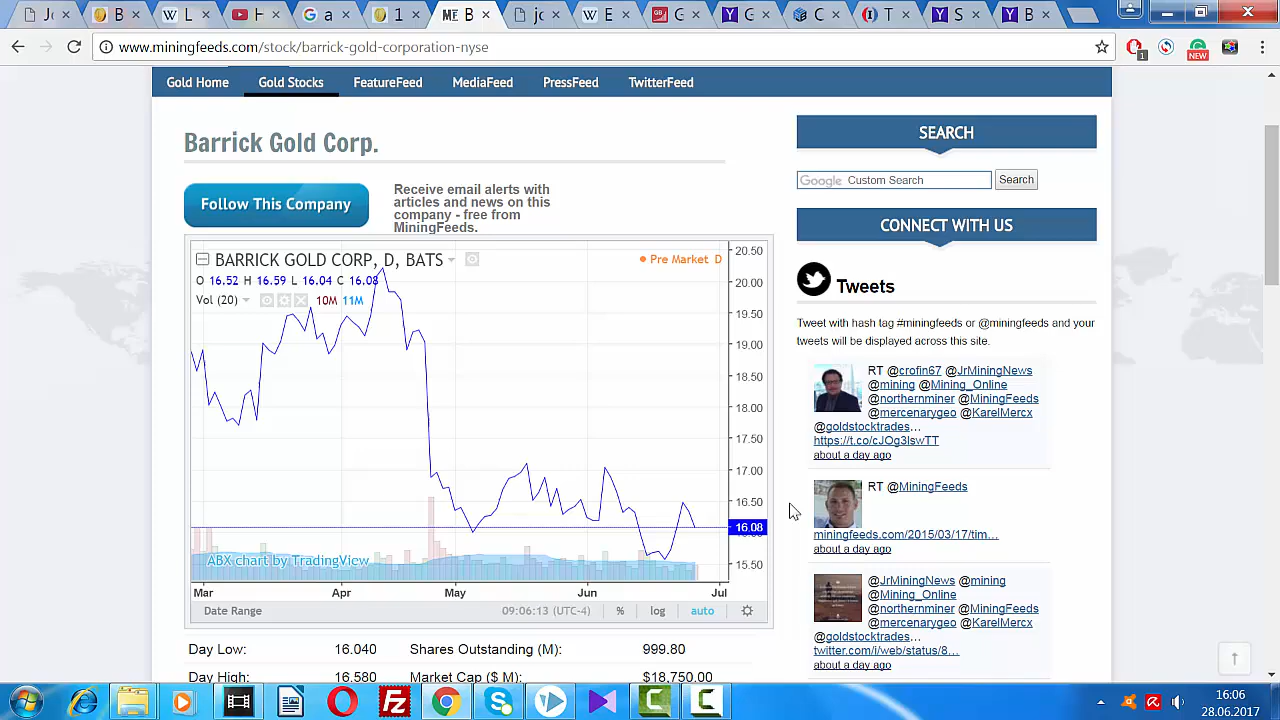 Jc
B
W L
H
a
1
MF B
jc
W E
GB G
Y G
C
T
Y S
Y B
www.miningfeeds.com/stock/barrick-gold-corporation-nyse
1
NEW
Gold Home Gold Stocks FeatureFeed MediaFeed PressFeed TwitterFeed
Barrick Gold Corp.
Follow This Company
Receive email alerts with
articles and news on this
company - free from
MiningFeeds.
BARRICK GOLD CORP, D, BATS
Pre Market D
O 16.52 H 16.59 L 16.04 C 16.08
Vol (20) 10M 11M
20.50
20.00
19.50
19.00
18.50
18.00
17.50
17.00
16.50
16.08
15.50
ABX chart by TradingView
Mar Apr May Jun Jul
Date Range 09:06:13 (UTC-4) % log auto
Day Low: 16.040 Shares Outstanding (M): 999.80
Day High: 16.580 Market Cap ($ M): $18,750.00
SEARCH
Google Custom Search Search
CONNECT WITH US
Tweets
Tweet with hash tag #miningfeeds or @miningfeeds and your
tweets will be displayed across this site.
RT @crofin67 @JrMiningNews
@mining @Mining_Online
@northernminer @MiningFeeds
@mercenarygeo @KarelMercx
@goldstocktrades…
https://t.co/cJOg3IswTT
about a day ago
RT @MiningFeeds
miningfeeds.com/2015/03/17/tim…
about a day ago
@JrMiningNews @mining
@Mining_Online
@northernminer @MiningFeeds
@mercenarygeo @KarelMercx
@goldstocktrades…
twitter.com/i/web/status/8…
about a day ago
16:06
28.06.2017